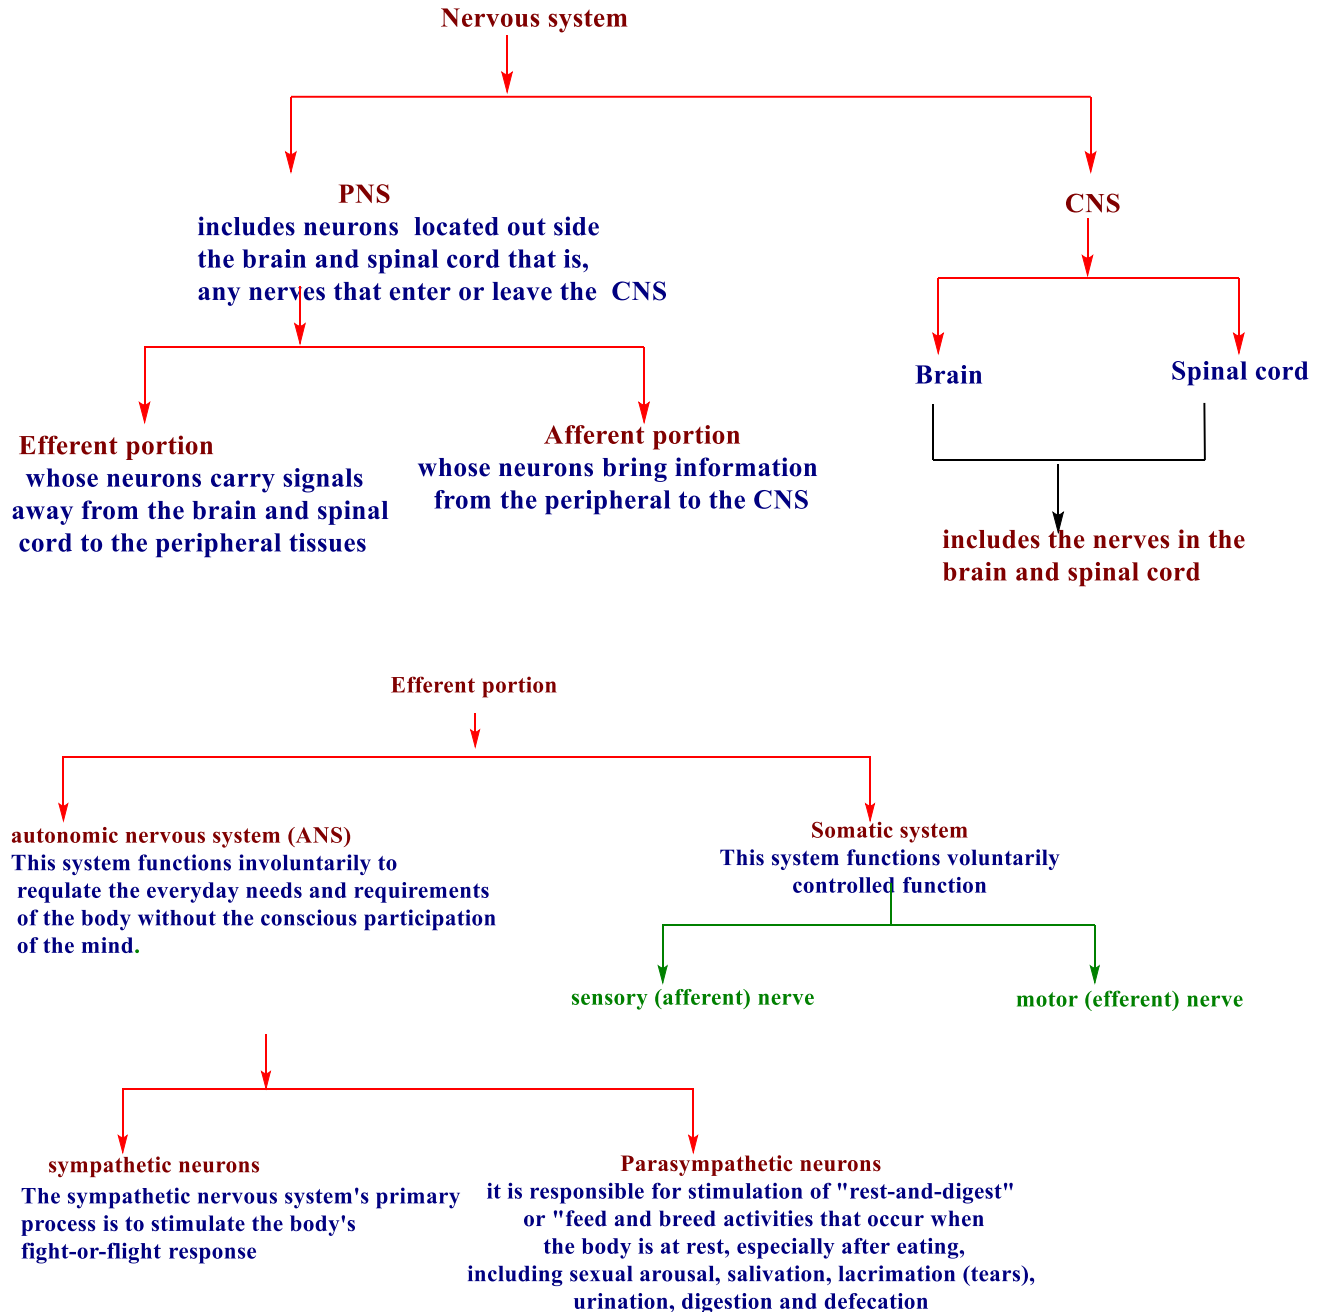 Nervous system
PNS
includes neurons located out side
the brain and spinal cord that is,
any nerves that enter or leave the CNS
CNS
Brain
Spinal cord
includes the nerves in the
brain and spinal cord
Efferent portion
whose neurons carry signals
away from the brain and spinal
cord to the peripheral tissues
Afferent portion
whose neurons bring information
from the peripheral to the CNS
Efferent portion
autonomic nervous system (ANS)
This system functions involuntarily to
requlate the everyday needs and requirements
of the body without the conscious participation
of the mind.
Somatic system
This system functions voluntarily
controlled function
sensory (afferent) nerve
motor (efferent) nerve
sympathetic neurons
The sympathetic nervous system's primary
process is to stimulate the body's
fight-or-flight response
Parasympathetic neurons
it is responsible for stimulation of "rest-and-digest"
or "feed and breed activities that occur when
the body is at rest, especially after eating,
including sexual arousal, salivation, lacrimation (tears),
urination, digestion and defecation